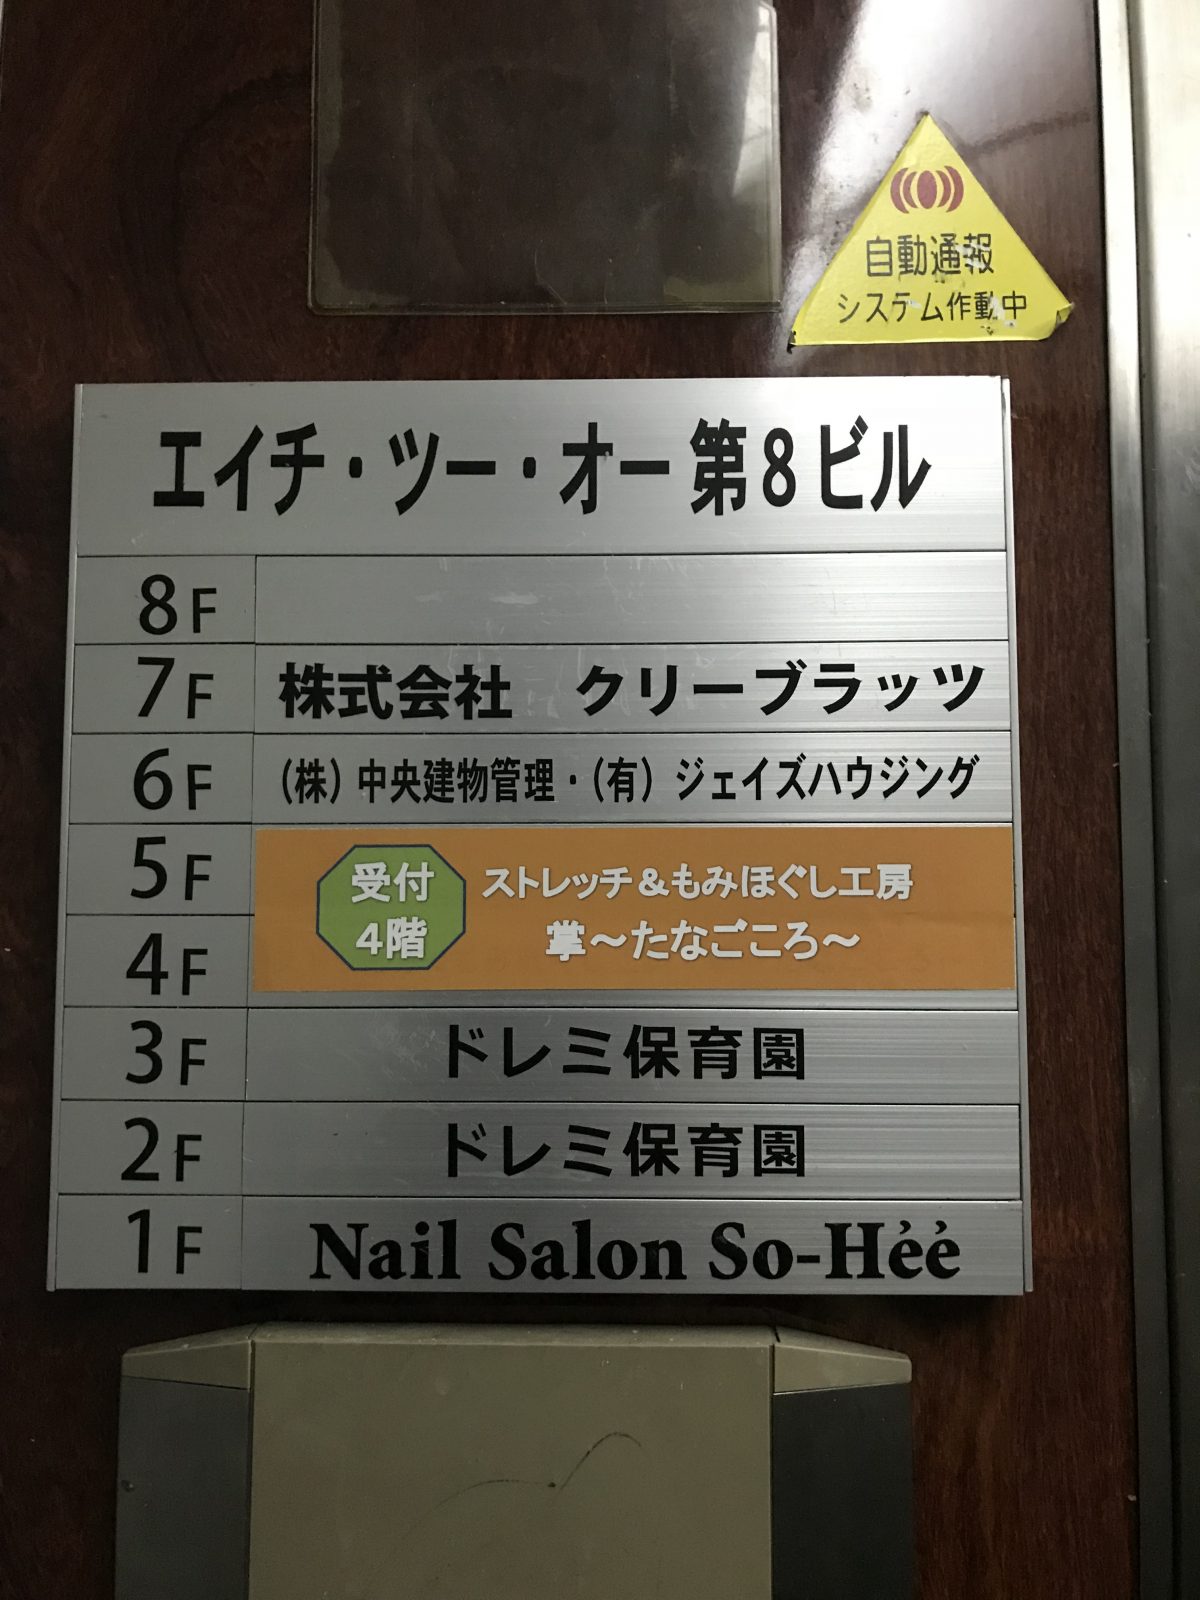 自動通報
システム作動中
エイチ・ツー・オー第8ビル
8F
7F 株式会社 クリーブラッツ
6F (株)中央建物管理・(有)ジェイズハウジング
5F
受付 ストレッチ&もみほぐし工房
4階 掌～たなごころ～
4F
3F ドレミ保育園
2F ドレミ保育園
1F Nail Salon So-Hẻẻ